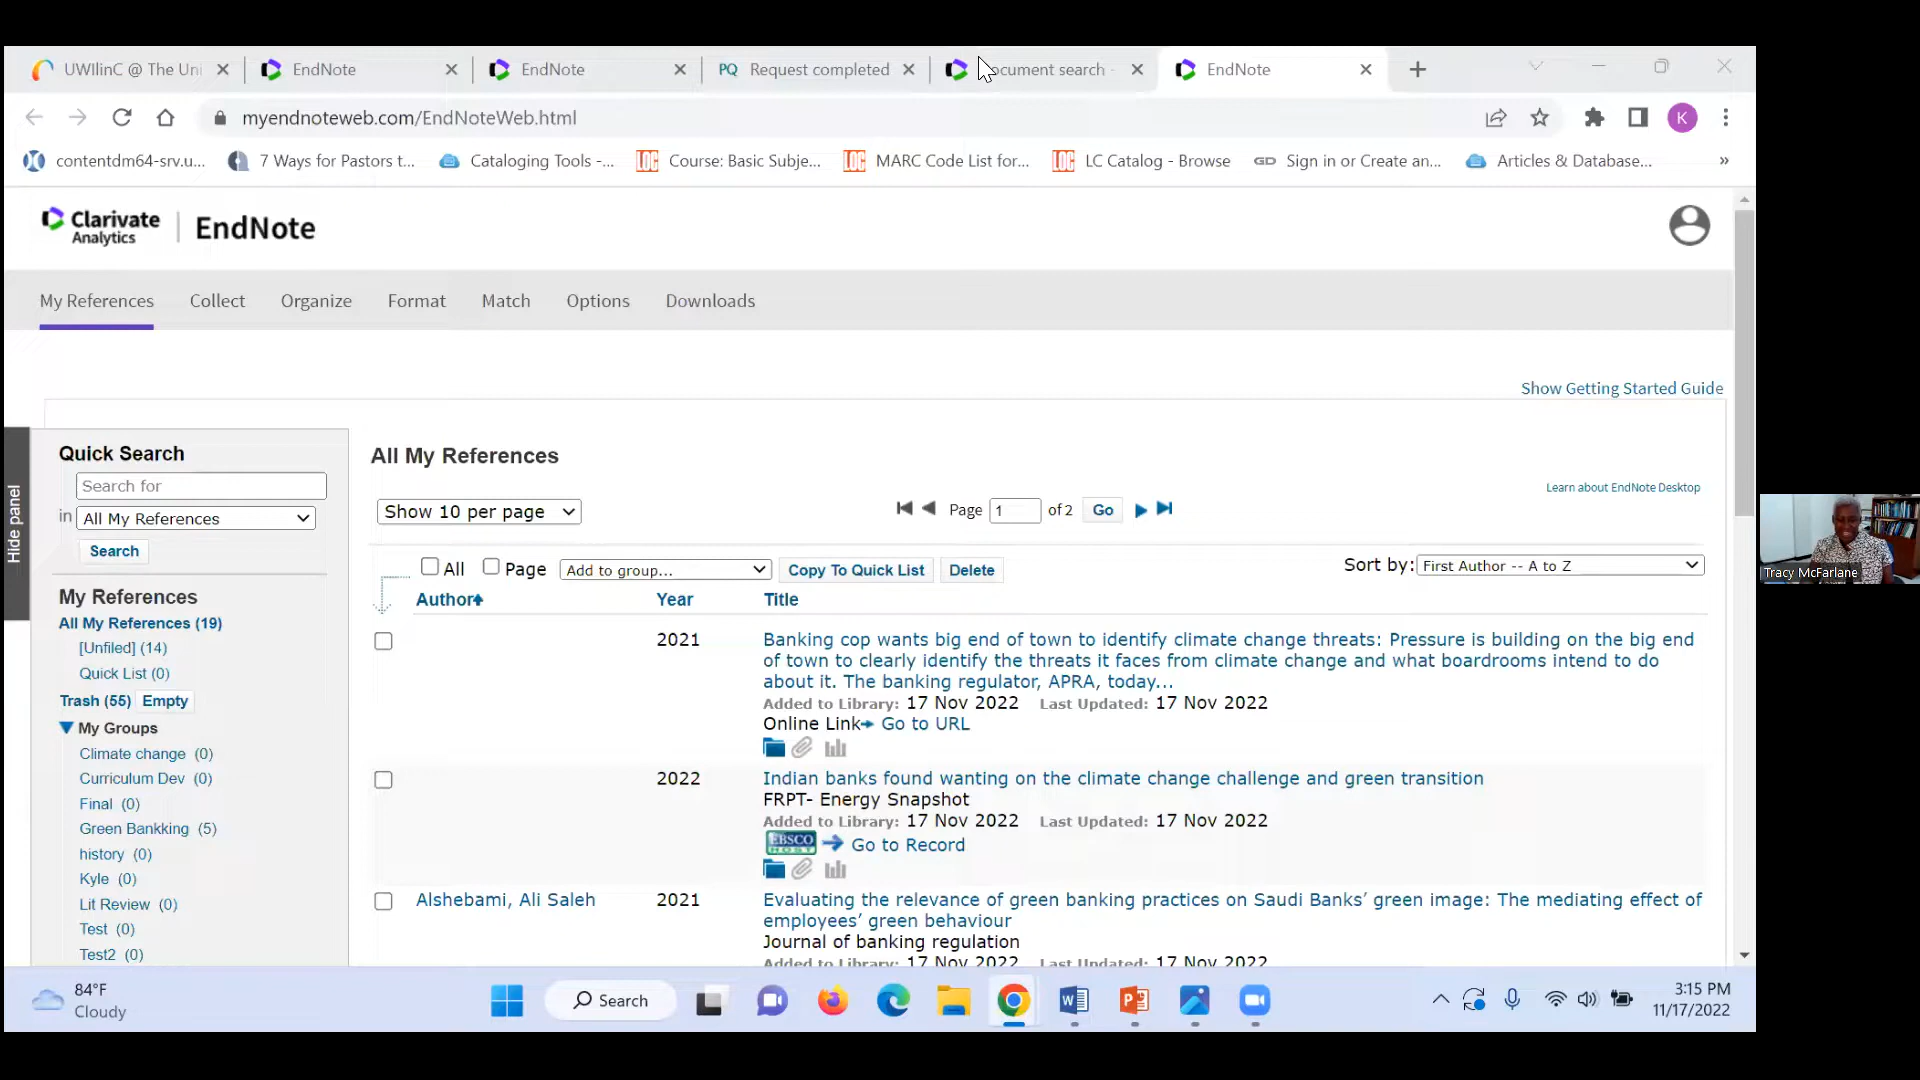 UWIlinC @ The Uni
EndNote
EndNote
PQ Request completed
ocument search -
EndNote
myendnoteweb.com/EndNoteWeb.html
K
contentdm64-srv.u...
7 Ways for Pastors t...
Cataloging Tools -...
Course: Basic Subje...
MARC Code List for...
LC Catalog - Browse
GD Sign in or Create an...
Articles & Database...
»
Clarivate
Analytics
EndNote
My References
Collect
Organize
Format
Match
Options
Downloads
Show Getting Started Guide
Hide panel
Quick Search
Search for
in All My References
Search
My References
All My References (19)
[Unfiled] (14)
Quick List (0)
Trash (55) Empty
My Groups
Climate change (0)
Curriculum Dev (0)
Final (0)
Green Bankking (5)
history (0)
Kyle (0)
Lit Review (0)
Test (0)
Test2 (0)
All My References
Learn about EndNote Desktop
Show 10 per page
Page 1 of 2 Go
All Page Add to group... Copy To Quick List Delete
Sort by: First Author -- A to Z
Author Year Title
2021 Banking cop wants big end of town to identify climate change threats: Pressure is building on the big end
of town to clearly identify the threats it faces from climate change and what boardrooms intend to do
about it. The banking regulator, APRA, today...
Added to Library: 17 Nov 2022 Last Updated: 17 Nov 2022
Online Link Go to URL
2022 Indian banks found wanting on the climate change challenge and green transition
FRPT- Energy Snapshot
Added to Library: 17 Nov 2022 Last Updated: 17 Nov 2022
EBSCO HOST Go to Record
Alshebami, Ali Saleh 2021 Evaluating the relevance of green banking practices on Saudi Banks’ green image: The mediating effect of
employees’ green behaviour
Journal of banking regulation
Added to Library: 17 Nov 2022 Last Updated: 17 Nov 2022
Tracy McFarlane
84°F
Cloudy
Search
3:15 PM
11/17/2022